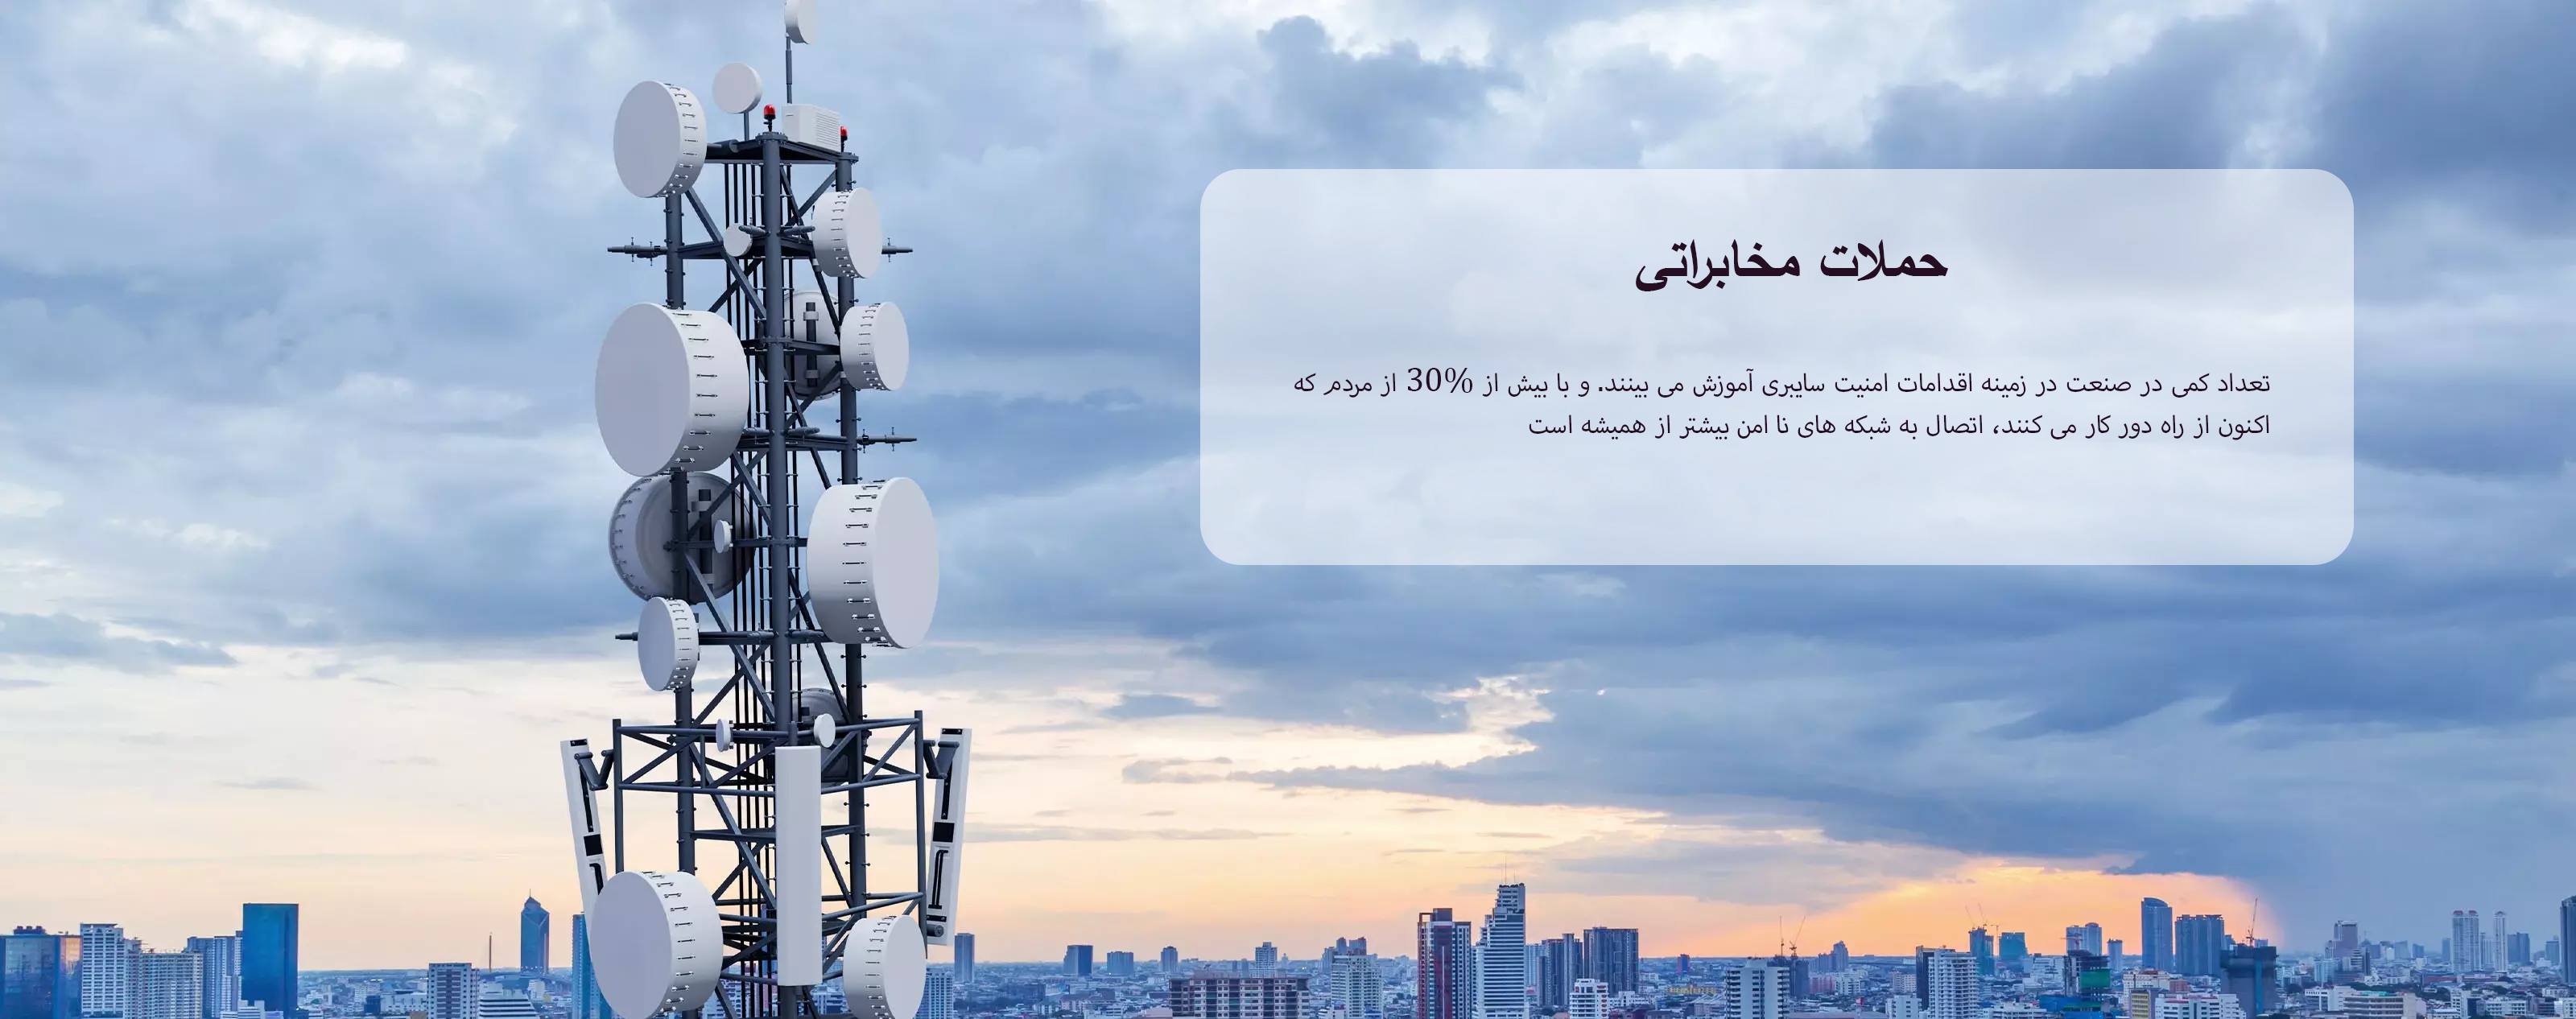 حملات مخابراتی
تعداد کمی در صنعت در زمینه اقدامات امنیت سایبری آموزش می بینند. و با بیش از 30% از مردم که
اکنون از راه دور کار می کنند، اتصال به شبکه های نا امن بیشتر از همیشه است